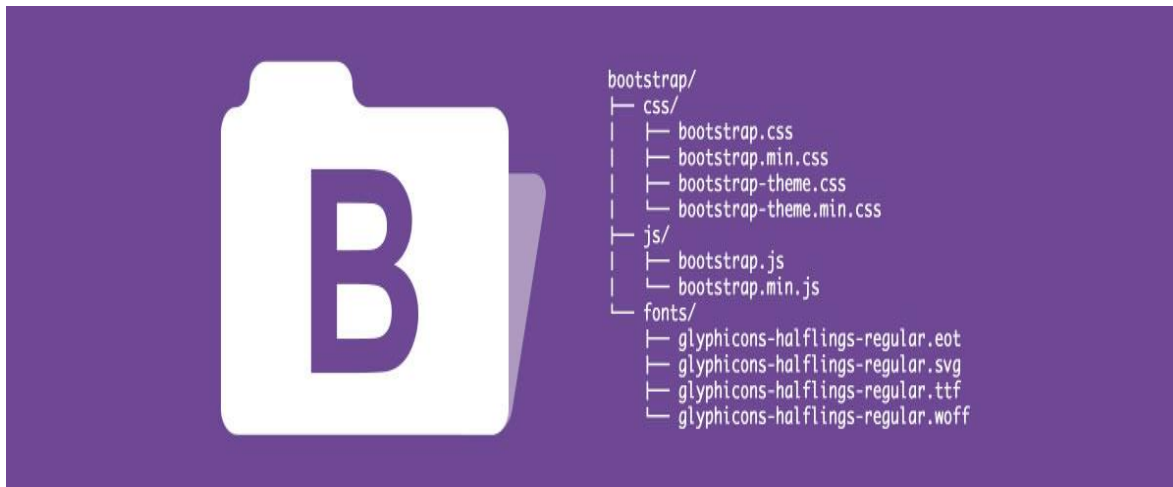 B
bootstrap/
├── css/
│   ├── bootstrap.css
│   ├── bootstrap.min.css
│   ├── bootstrap-theme.css
│   └── bootstrap-theme.min.css
├── js/
│   ├── bootstrap.js
│   └── bootstrap.min.js
└── fonts/
    ├── glyphicons-halflings-regular.eot
    ├── glyphicons-halflings-regular.svg
    ├── glyphicons-halflings-regular.ttf
    └── glyphicons-halflings-regular.woff